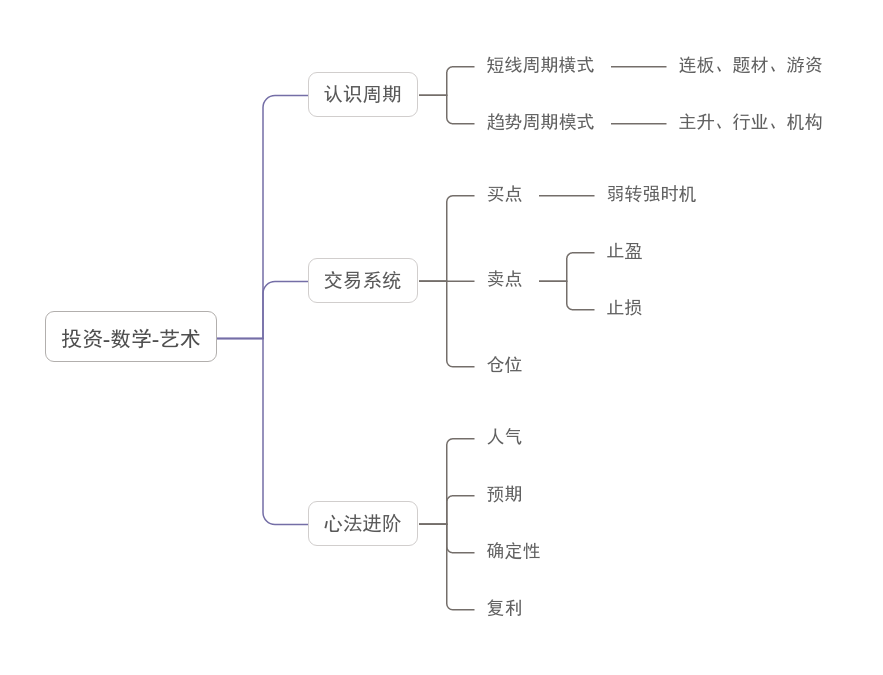 投资-数学-艺术
认识周期
短线周期模式
连板、题材、游资
趋势周期模式
主升、行业、机构
交易系统
买点
弱转强时机
卖点
止盈
止损
仓位
心法进阶
人气
预期
确定性
复利